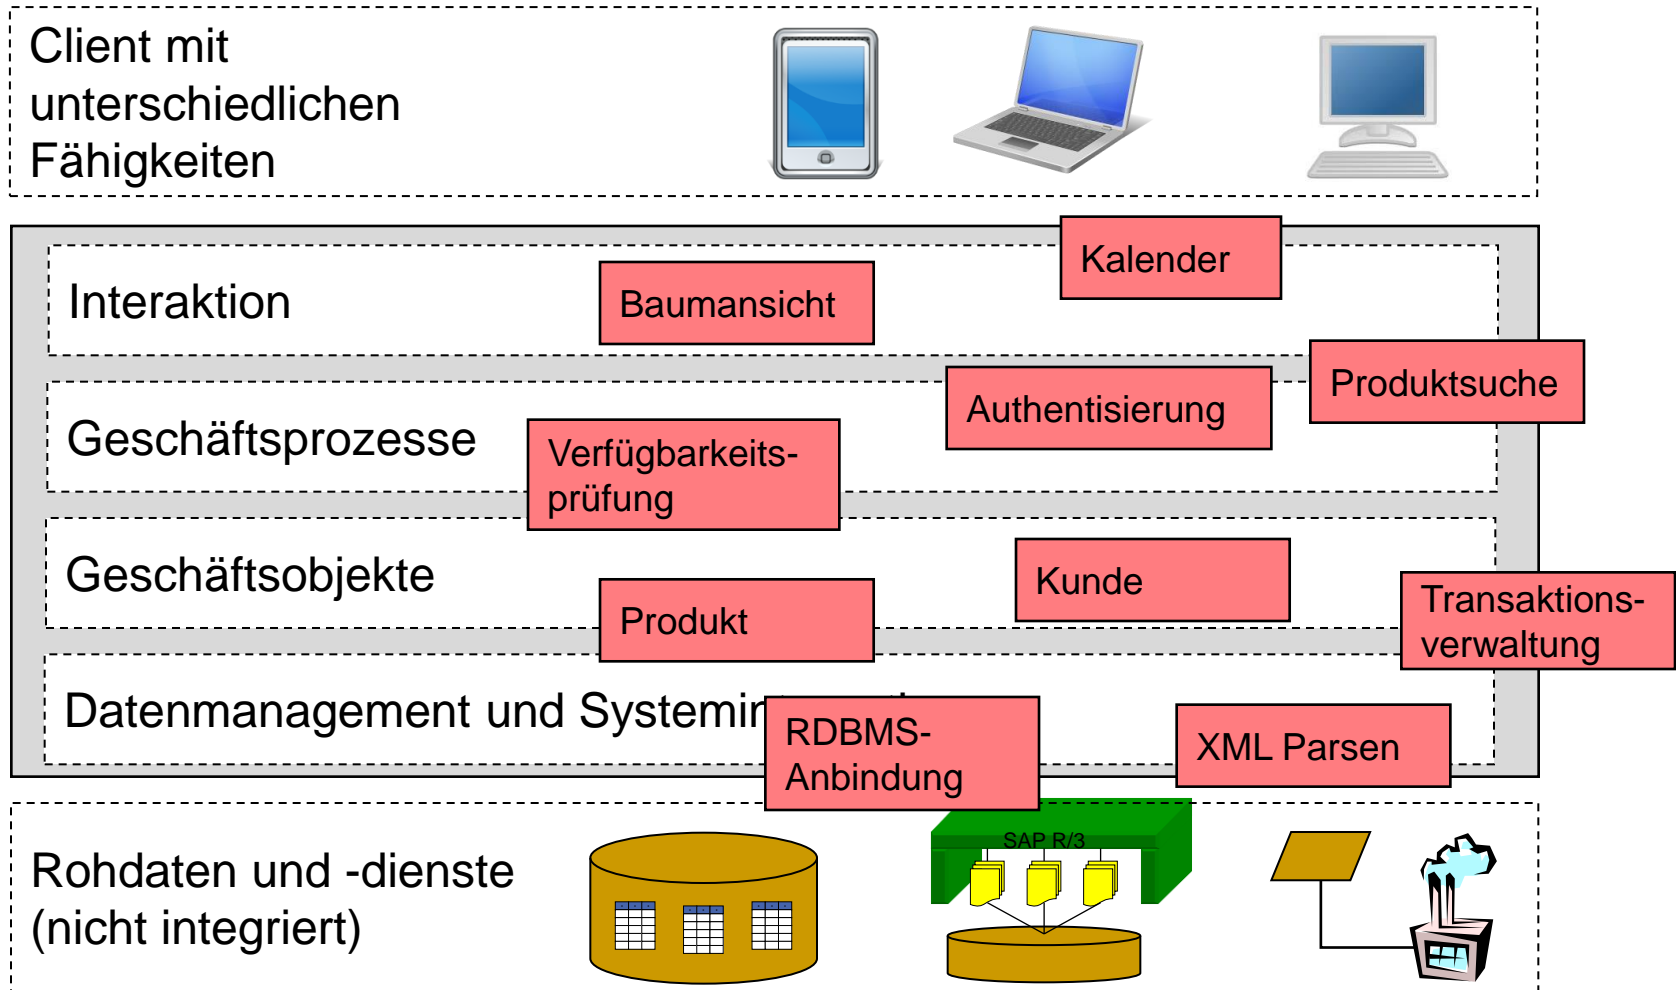 Client mit
unterschiedlichen
Fähigkeiten
Kalender
Interaktion
Baumansicht
Produktsuche
Authentisierung
Geschäftsprozesse
Verfügbarkeits-
prüfung
Geschäftsobjekte
Kunde
Produkt
Transaktions-
verwaltung
Datenmanagement und
RDBMS-
Anbindung
XML Parsen
SAP R/3
Rohdaten und -dienste
(nicht integriert)